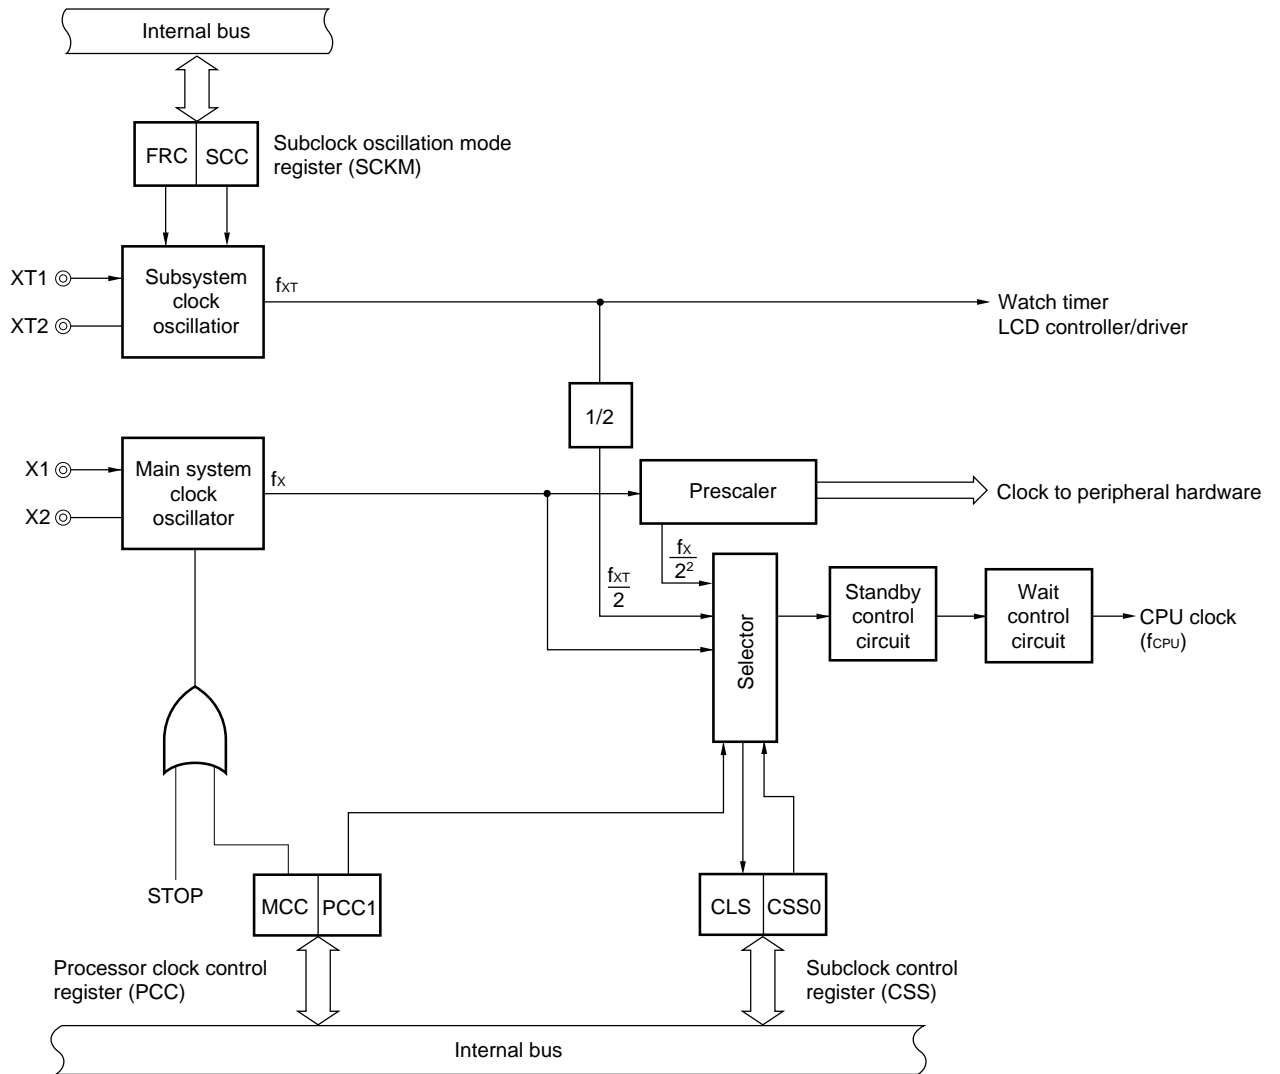 Internal bus
FRC
SCC
Subclock oscillation mode
register (SCKM)
XT1
XT2
Subsystem
clock
oscillatior
fXT
Watch timer
LCD controller/driver
1/2
X1
X2
Main system
clock
oscillator
fX
Prescaler
Clock to peripheral hardware
fX
2²
fXT
2
Selector
Standby
control
circuit
Wait
control
circuit
CPU clock
(fCPU)
STOP
MCC
PCC1
CLS
CSS0
Processor clock control
register (PCC)
Subclock control
register (CSS)
Internal bus